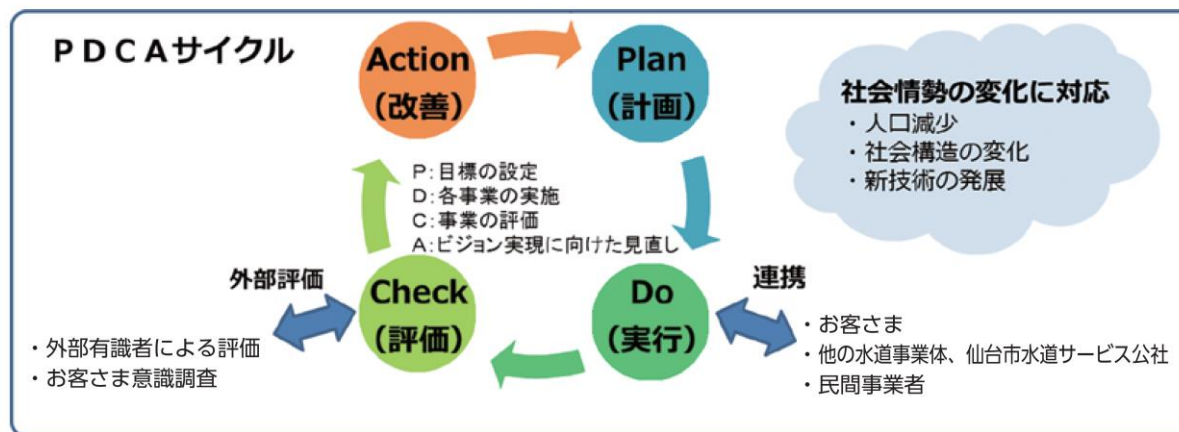 PDCAサイクル
Action
(改善)
Plan
(計画)
社会情勢の変化に対応
・人口減少
・社会構造の変化
・新技術の発展
P:目標の設定
D:各事業の実施
C:事業の評価
A:ビジョン実現に向けた見直し
外部評価
Check
(評価)
Do
(実行)
連携
・外部有識者による評価
・お客さま意識調査
・お客さま
・他の水道事業体、仙台市水道サービス公社
・民間事業者